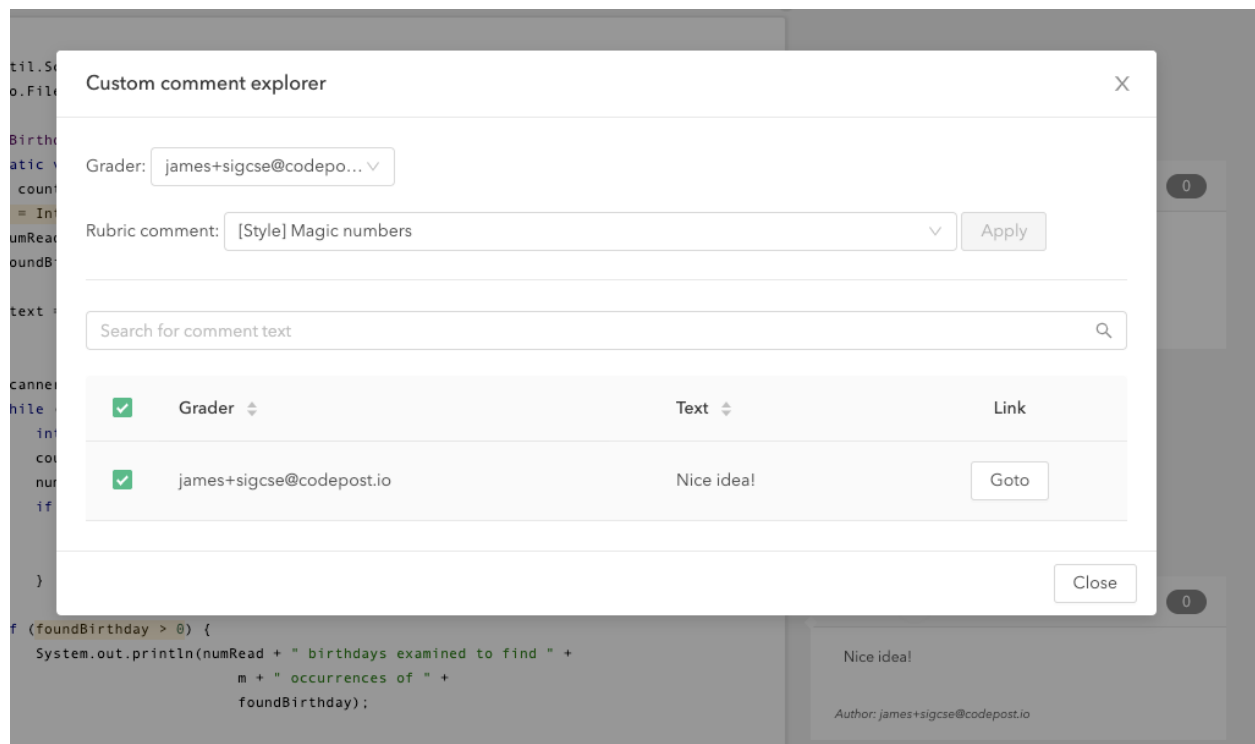 Custom comment explorer
X
Grader: james+sigcse@codepo...
Rubric comment: [Style] Magic numbers Apply
Search for comment text
Grader Text Link
james+sigcse@codepost.io Nice idea! Goto
Close
0
text =
}
0
(foundBirthday > 0) {
System.out.println(numRead + " birthdays examined to find " +
m + " occurrences of " +
foundBirthday);
Nice idea!
Author: james+sigcse@codepost.io